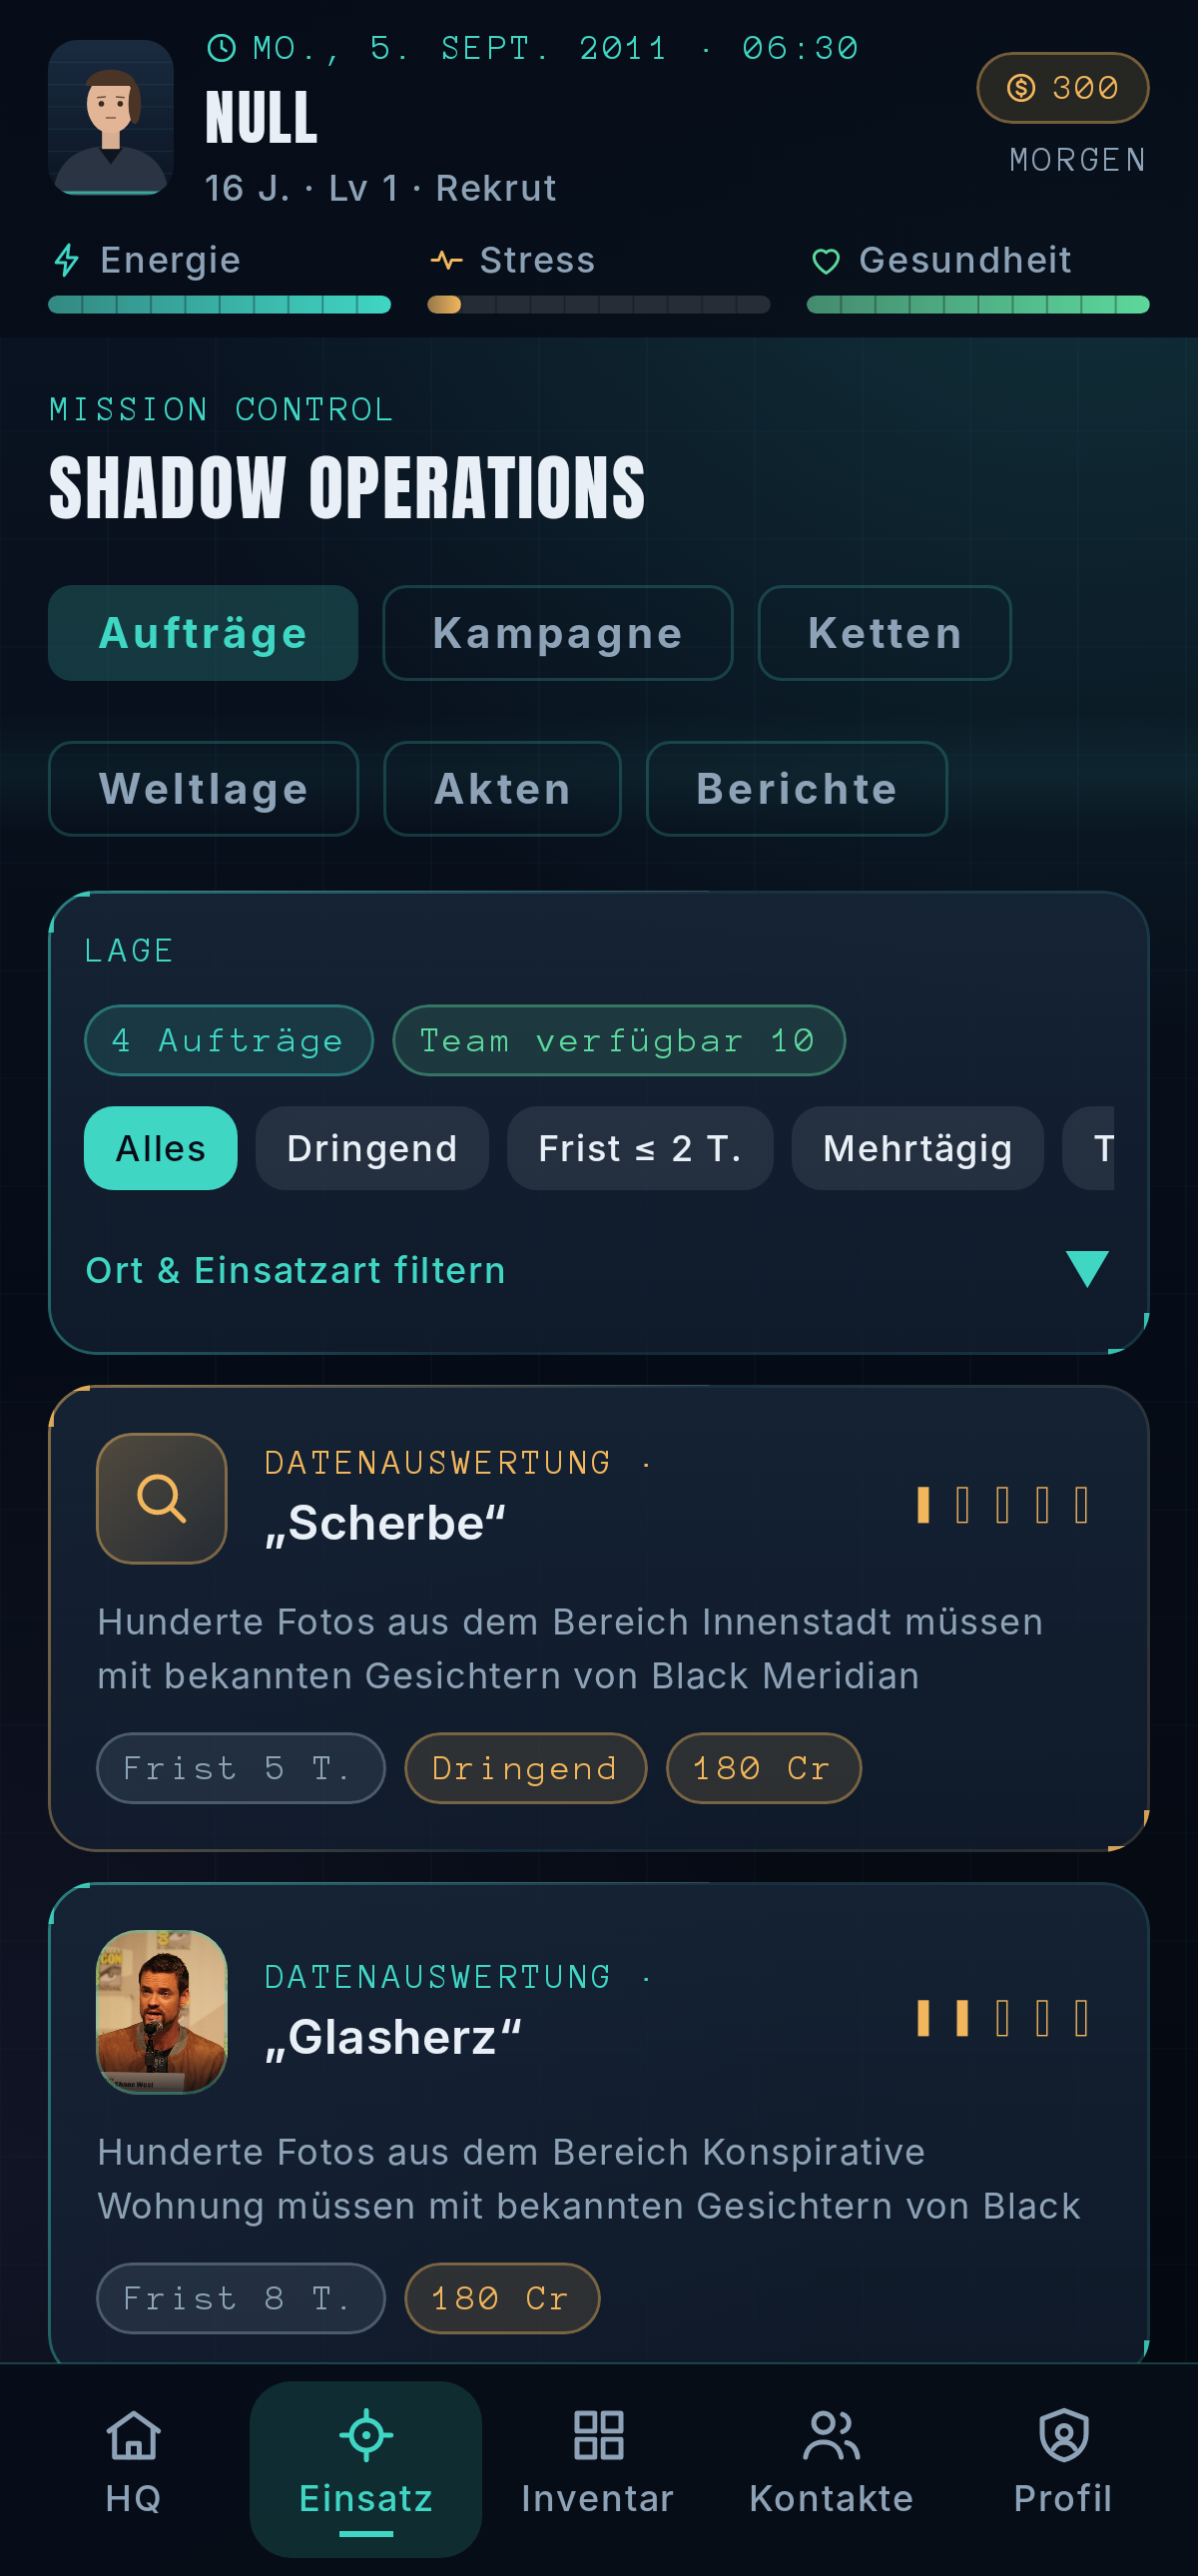 MO., 5. SEPT. 2011 · 06:30
NULL
16 J. · Lv 1 · Rekrut
300
MORGEN
Energie
Stress
Gesundheit
MISSION CONTROL
SHADOW OPERATIONS
Aufträge
Kampagne
Ketten
Weltlage
Akten
Berichte
LAGE
4 Aufträge
Team verfügbar 10
Alles
Dringend
Frist ≤ 2 T.
Mehrtägig
T
Ort & Einsatzart filtern
DATENAUSWERTUNG ·
„Scherbe“
Hunderte Fotos aus dem Bereich Innenstadt müssen
mit bekannten Gesichtern von Black Meridian
Frist 5 T.
Dringend
180 Cr
CON
DATENAUSWERTUNG ·
„Glasherz“
Shane West
Hunderte Fotos aus dem Bereich Konspirative
Wohnung müssen mit bekannten Gesichtern von Black
Frist 8 T.
180 Cr
HQ
Einsatz
Inventar
Kontakte
Profil